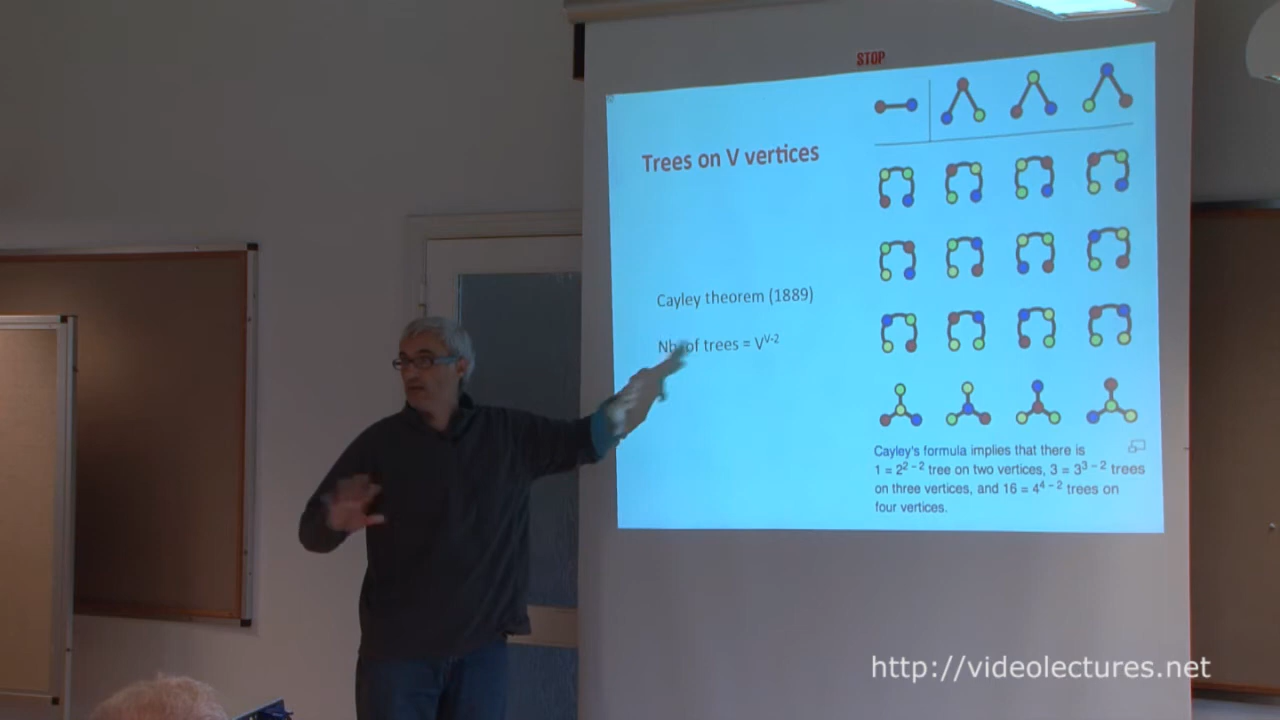 STOP
Trees on V vertices
Cayley theorem (1889)
Nb of trees = V^V-2
Cayley's formula implies that there is
1 = 2^2 − 2 tree on two vertices, 3 = 3^3 − 2 trees
on three vertices, and 16 = 4^4 − 2 trees on
four vertices.
http://videolectures.net